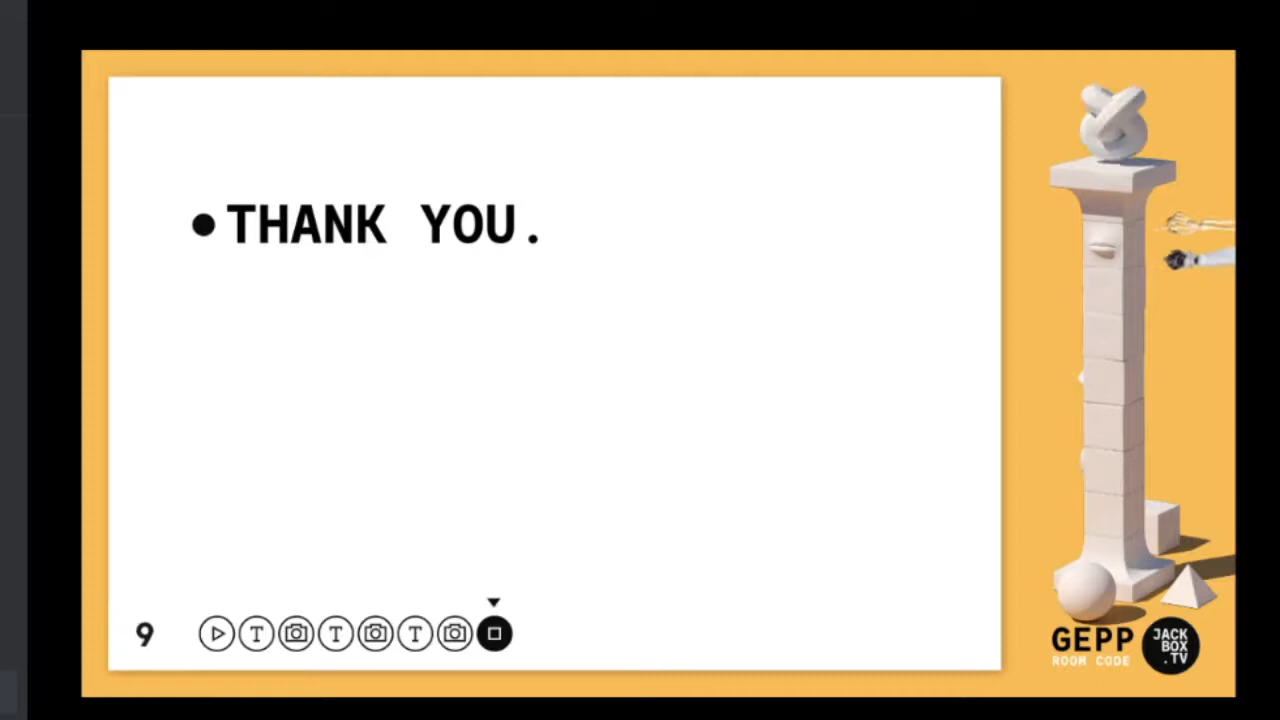 ● THANK YOU.
9
T T T
GEPP
ROOM CODE
JACK
BOX
.TV